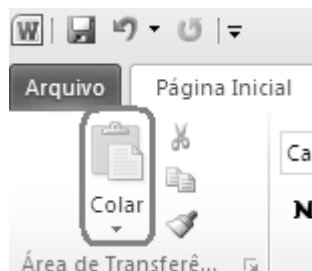 W
Arquivo Página Inicial
Ca
Colar
N
Área de Transferê...